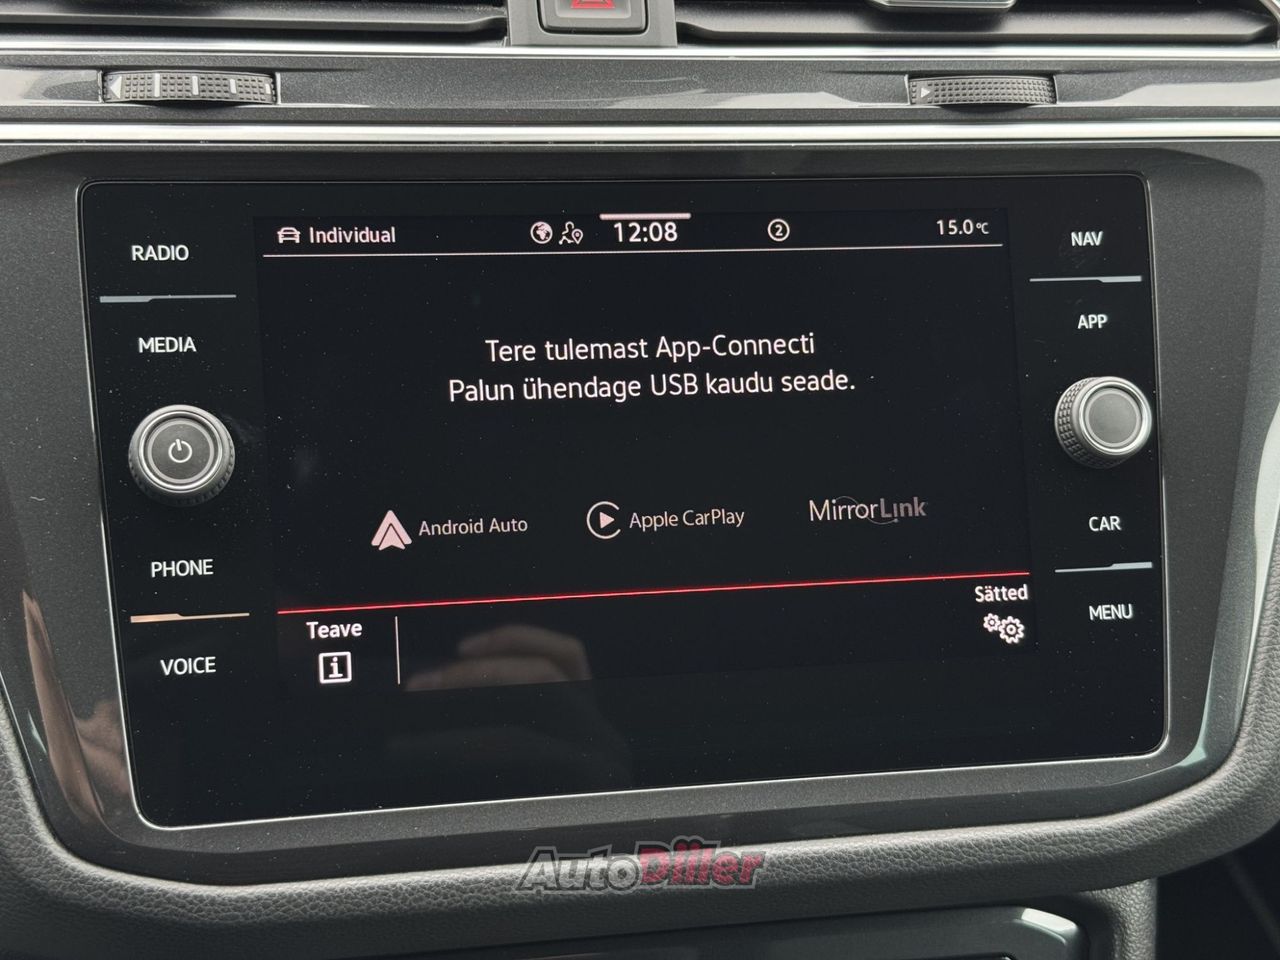 RADIO
MEDIA
PHONE
VOICE
Individual 12:08 2 15.0°C
Tere tulemast App-Connecti
Palun ühendage USB kaudu seade.
Android Auto Apple CarPlay MirrorLink
Teave
Sätted
NAV
APP
CAR
MENU
AutoDiiler